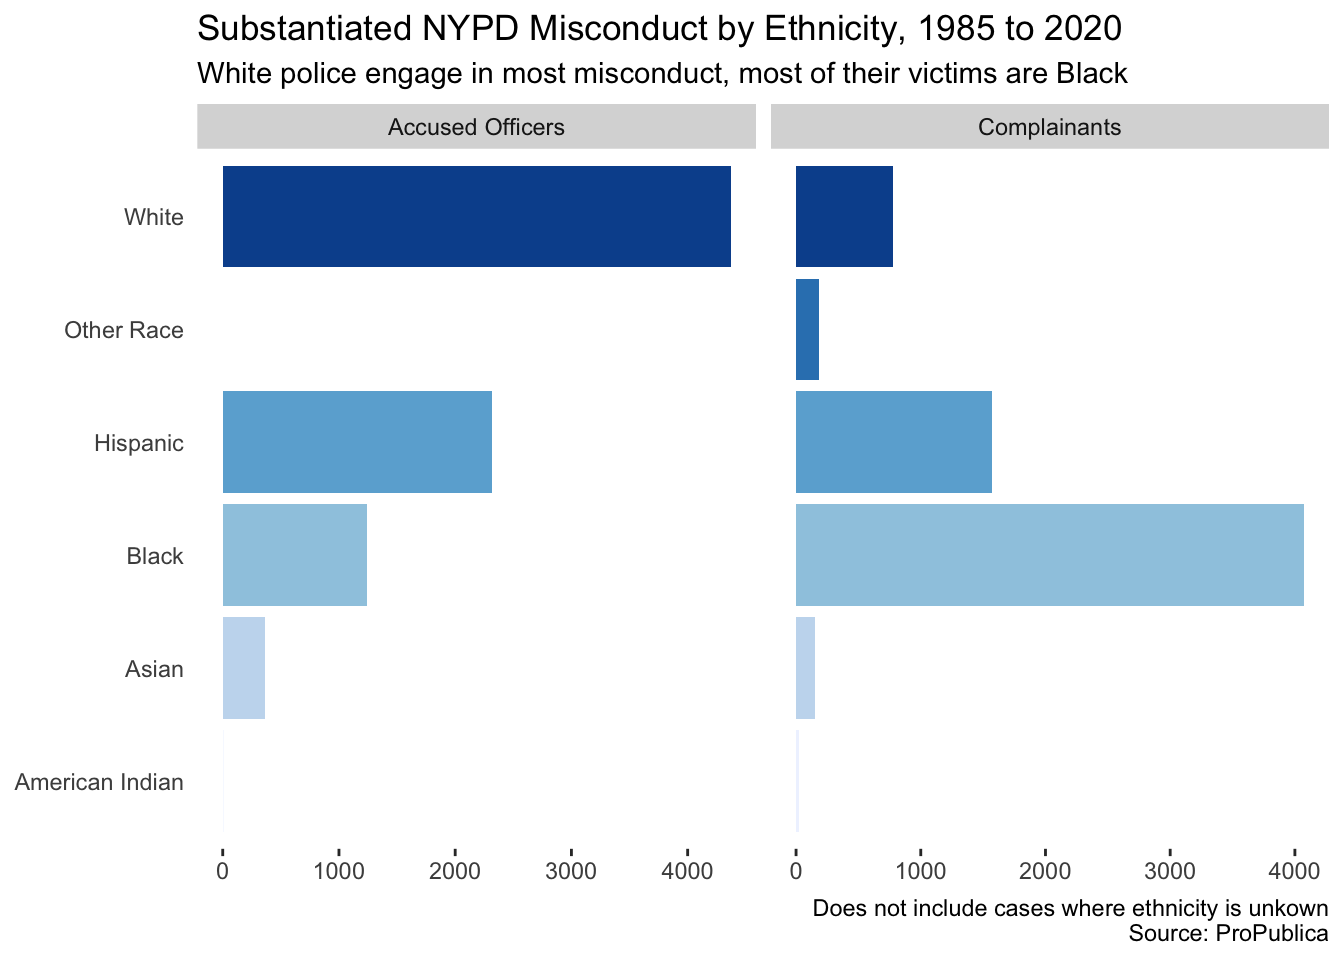 Substantiated NYPD Misconduct by Ethnicity, 1985 to 2020
White police engage in most misconduct, most of their victims are Black
Accused Officers
Complainants
White
Other Race
Hispanic
Black
Asian
American Indian
0 1000 2000 3000 4000
0 1000 2000 3000 4000
Does not include cases where ethnicity is unkown
Source: ProPublica